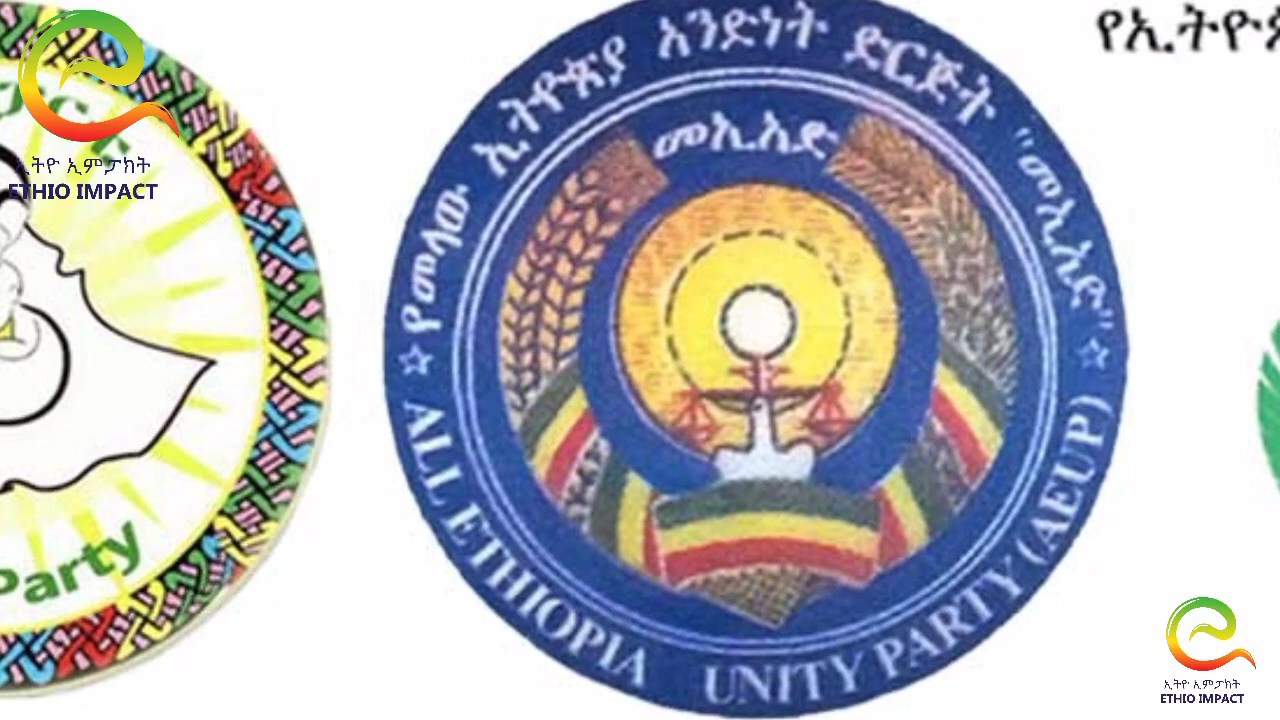 ኢትዮ ኢምፓክት
ETHIO IMPACT
Party
የመላው ኢትዮጵያ አንድነት ድርጅት "መኢአድ"
መኢአድ
ALL ETHIOPIA UNITY PARTY (AEUP)
ኢትዮ ኢምፓክት
ETHIO IMPACT